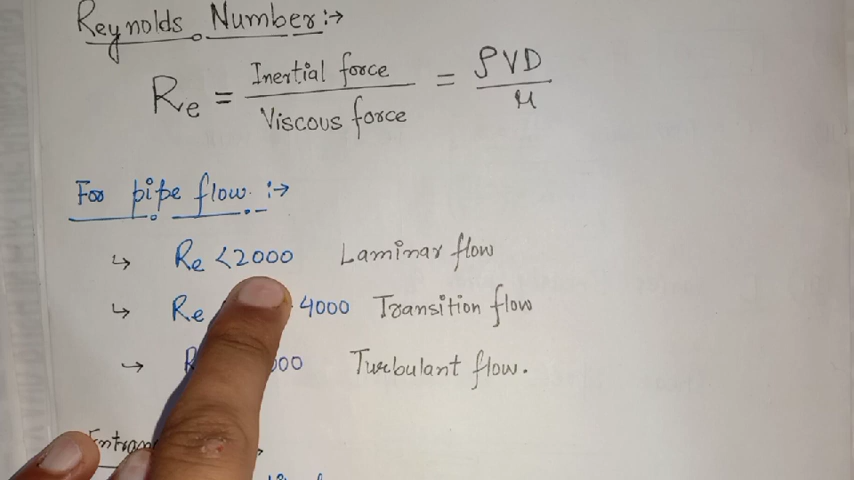 Reynolds Number:→
Re = Inertial force / Viscous force = ρVD / μ
For pipe flow :→
↳ Re <2000 Laminar flow
↳ Re 4000 Transition flow
→ Turbulant flow.